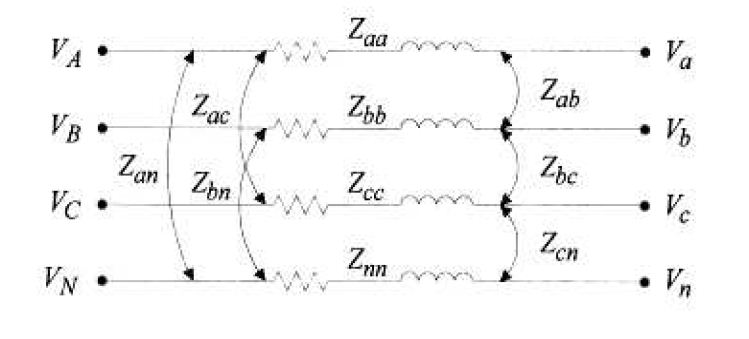 V_A Z_aa V_a
Z_ac Z_ab
V_B Z_bb V_b
Z_an Z_bn Z_bc
V_C Z_cc V_c
Z_cn
V_N Z_nn V_n